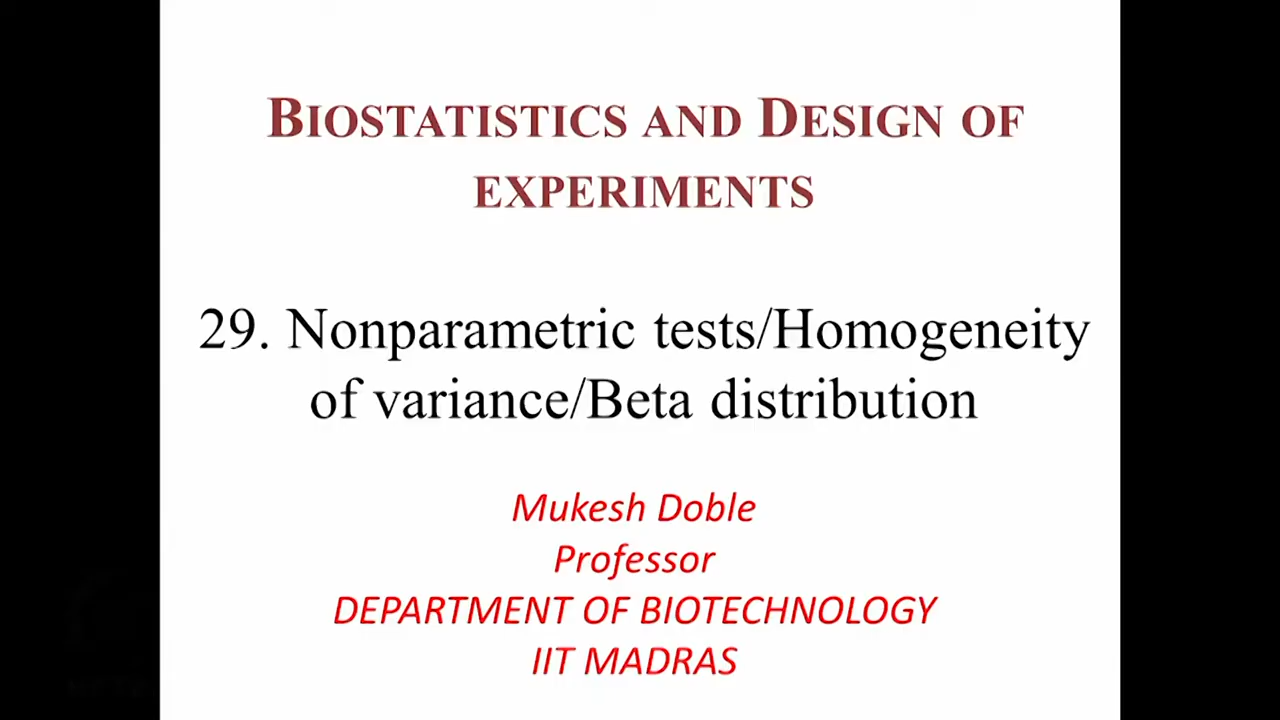 BIOSTATISTICS AND DESIGN OF
EXPERIMENTS
29. Nonparametric tests/Homogeneity
of variance/Beta distribution
Mukesh Doble
Professor
DEPARTMENT OF BIOTECHNOLOGY
IIT MADRAS